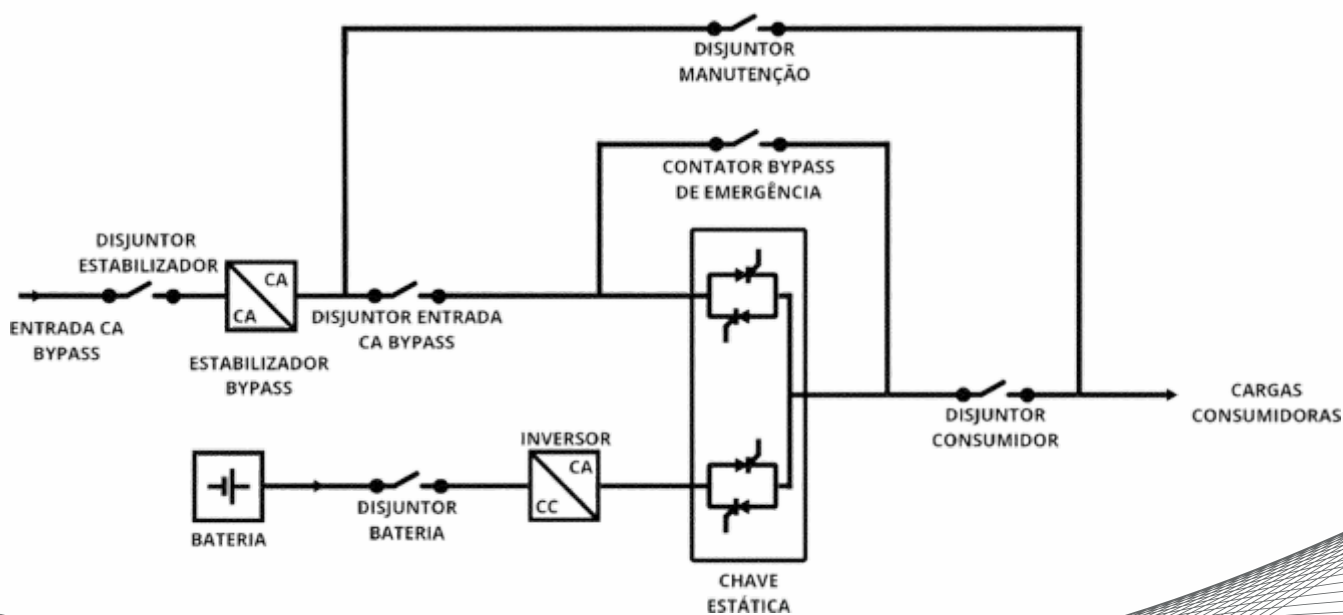 DISJUNTOR
MANUTENÇÃO
CONTATOR BYPASS
DE EMERGÊNCIA
DISJUNTOR
ESTABILIZADOR
CA
CA
ENTRADA CA
BYPASS
ESTABILIZADOR
BYPASS
DISJUNTOR ENTRADA
CA BYPASS
CARGAS
CONSUMIDORAS
DISJUNTOR
CONSUMIDOR
INVERSOR
CA
CC
BATERIA
DISJUNTOR
BATERIA
CHAVE
ESTÁTICA